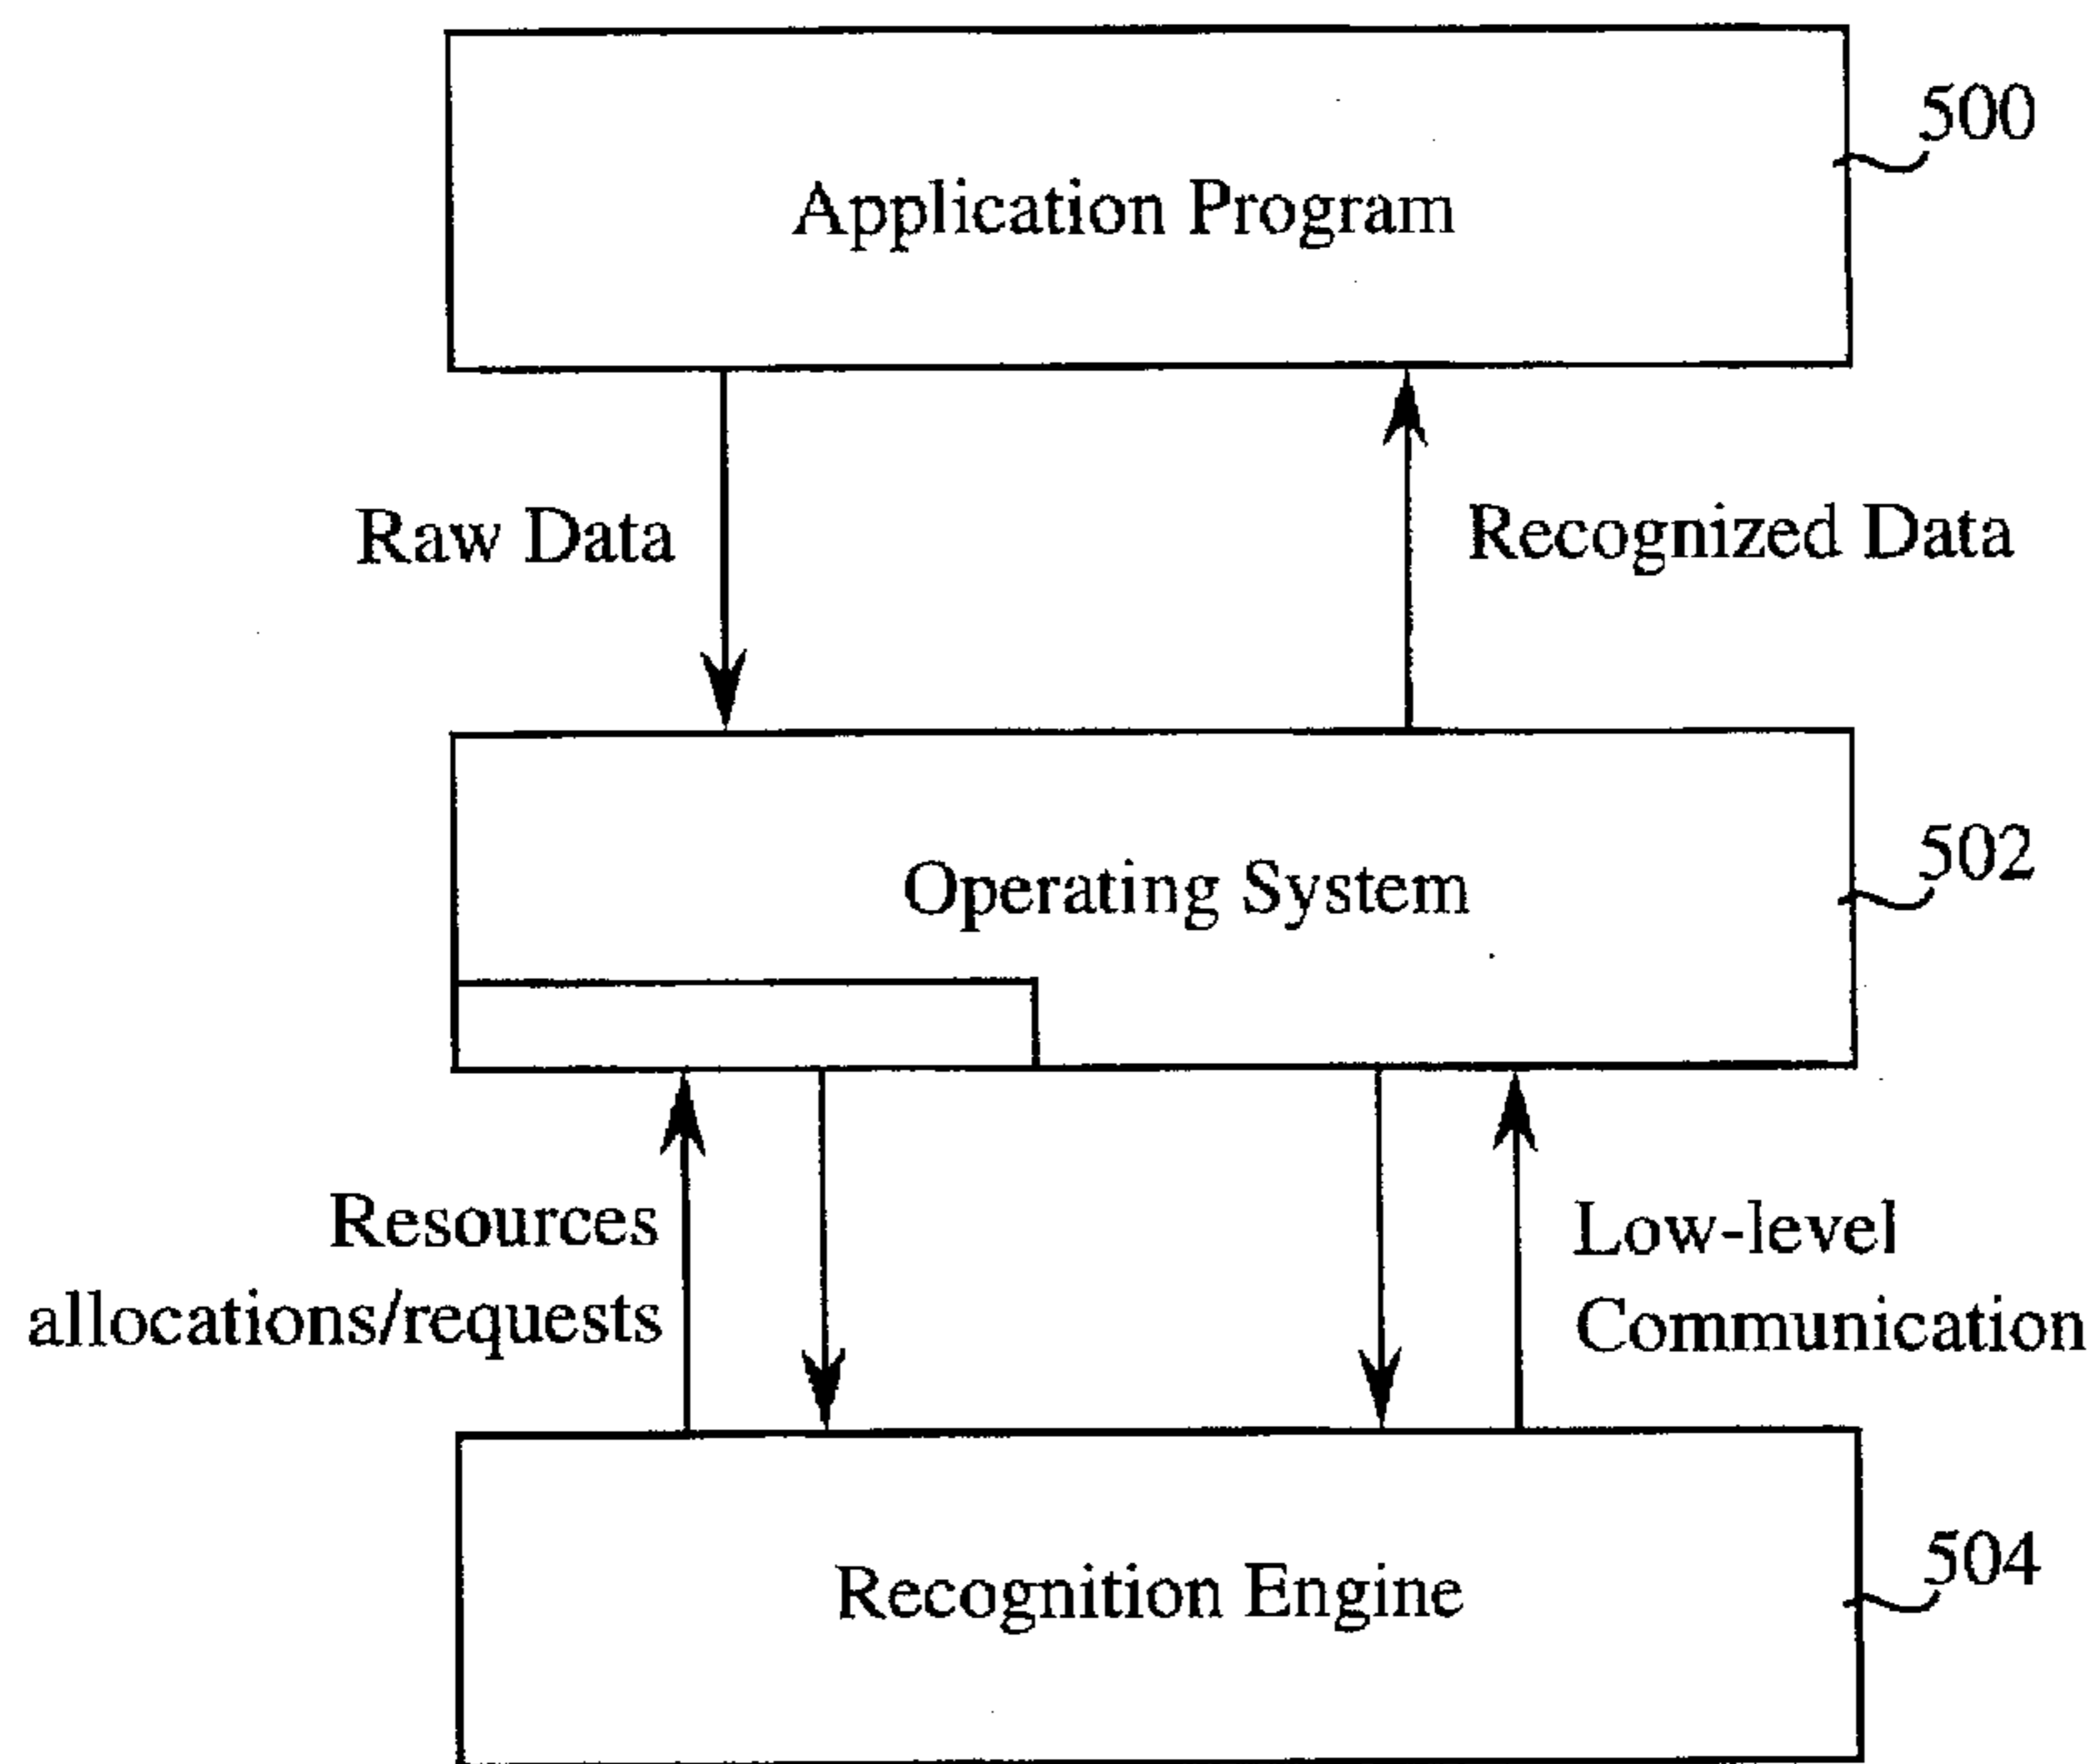 500
Application Program
Raw Data
Recognized Data
502
Operating System
Resources
allocations/requests
Low-level
Communication
504
Recognition Engine